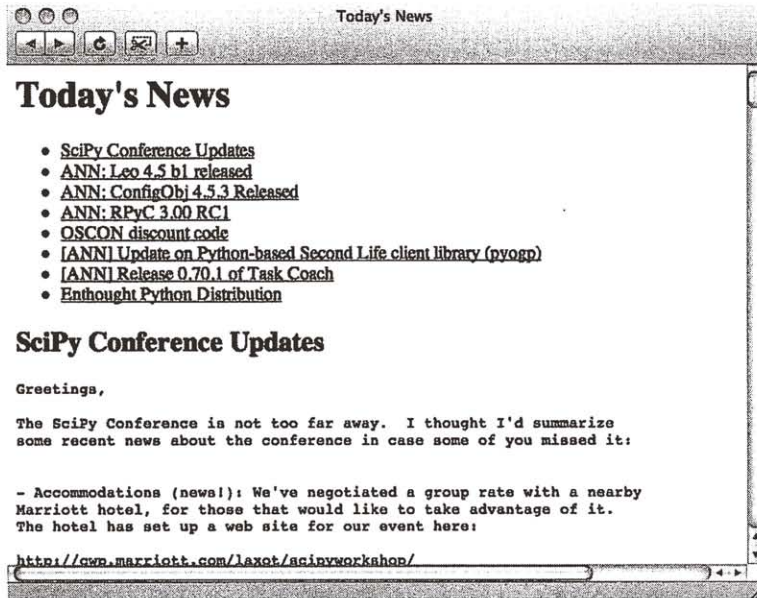 Today's News
Today's News
• SciPy Conference Updates
• ANN: Leo 4.5 b1 released
• ANN: ConfigObj 4.5.3 Released
• ANN: RPyC 3.00 RC1
• OSCON discount code
• [ANN] Update on Python-based Second Life client library (pyogp)
• [ANN] Release 0.70.1 of Task Coach
• Enthought Python Distribution
SciPy Conference Updates
Greetings,
The SciPy Conference is not too far away.  I thought I'd summarize
some recent news about the conference in case some of you missed it:
- Accommodations (news!): We've negotiated a group rate with a nearby
Marriott hotel, for those that would like to take advantage of it.
The hotel has set up a web site for our event here:
http://cwp.marriott.com/laxot/scipyworkshop/